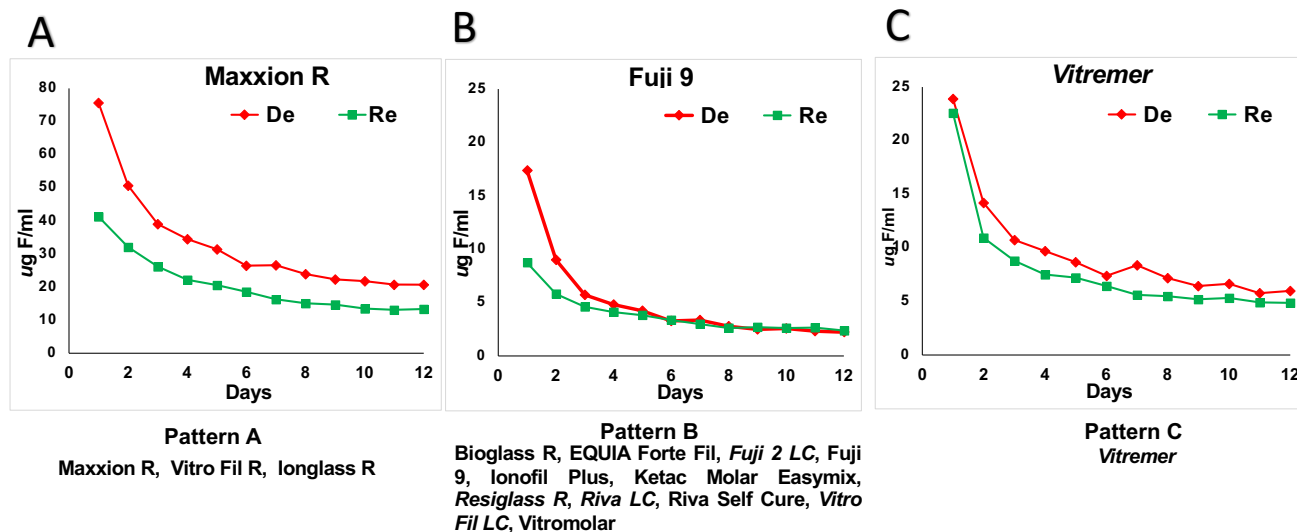 A
Maxxion R
De
Re
80
70
60
50
40
30
20
10
0
ug F/ml
0 2 4 6 8 10 12
Days
Pattern A
Maxxion R, Vitro Fil R, Ionglass R
B
Fuji 9
De
Re
25
20
15
10
5
0
ug F/ml
0 2 4 6 8 10 12
Days
Pattern B
Bioglass R, EQUIA Forte Fil, Fuji 2 LC, Fuji
9, Ionofil Plus, Ketac Molar Easymix,
Resiglass R, Riva LC, Riva Self Cure, Vitro
Fil LC, Vitromolar
C
Vitremer
De
Re
25
20
15
10
5
0
ug F/ml
0 2 4 6 8 10 12
Days
Pattern C
Vitremer